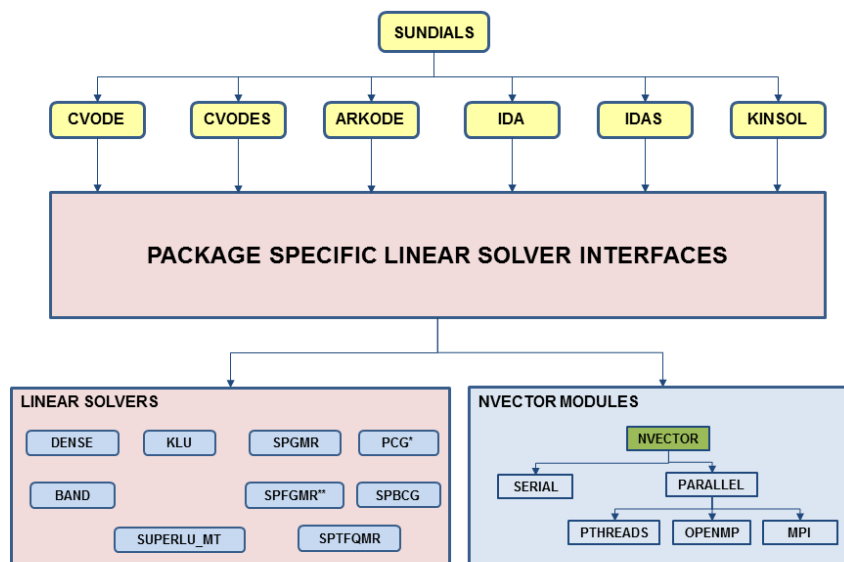 SUNDIALS
CVODE
CVODES
ARKODE
IDA
IDAS
KINSOL
PACKAGE SPECIFIC LINEAR SOLVER INTERFACES
LINEAR SOLVERS
DENSE
KLU
SPGMR
PCG*
BAND
SPFGMR**
SPBCG
SUPERLU_MT
SPTFQMR
NVECTOR MODULES
NVECTOR
SERIAL
PARALLEL
PTHREADS
OPENMP
MPI